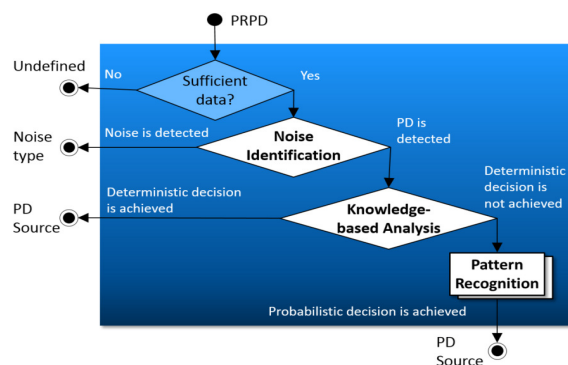 PRPD
Undefined
No
Sufficient
data?
Yes
Noise
type
Noise is detected
Noise
Identification
PD is
detected
Deterministic
decision is
not achieved
PD
Source
Deterministic decision
is achieved
Knowledge-
based Analysis
Pattern
Recognition
Probabilistic decision is achieved
PD
Source